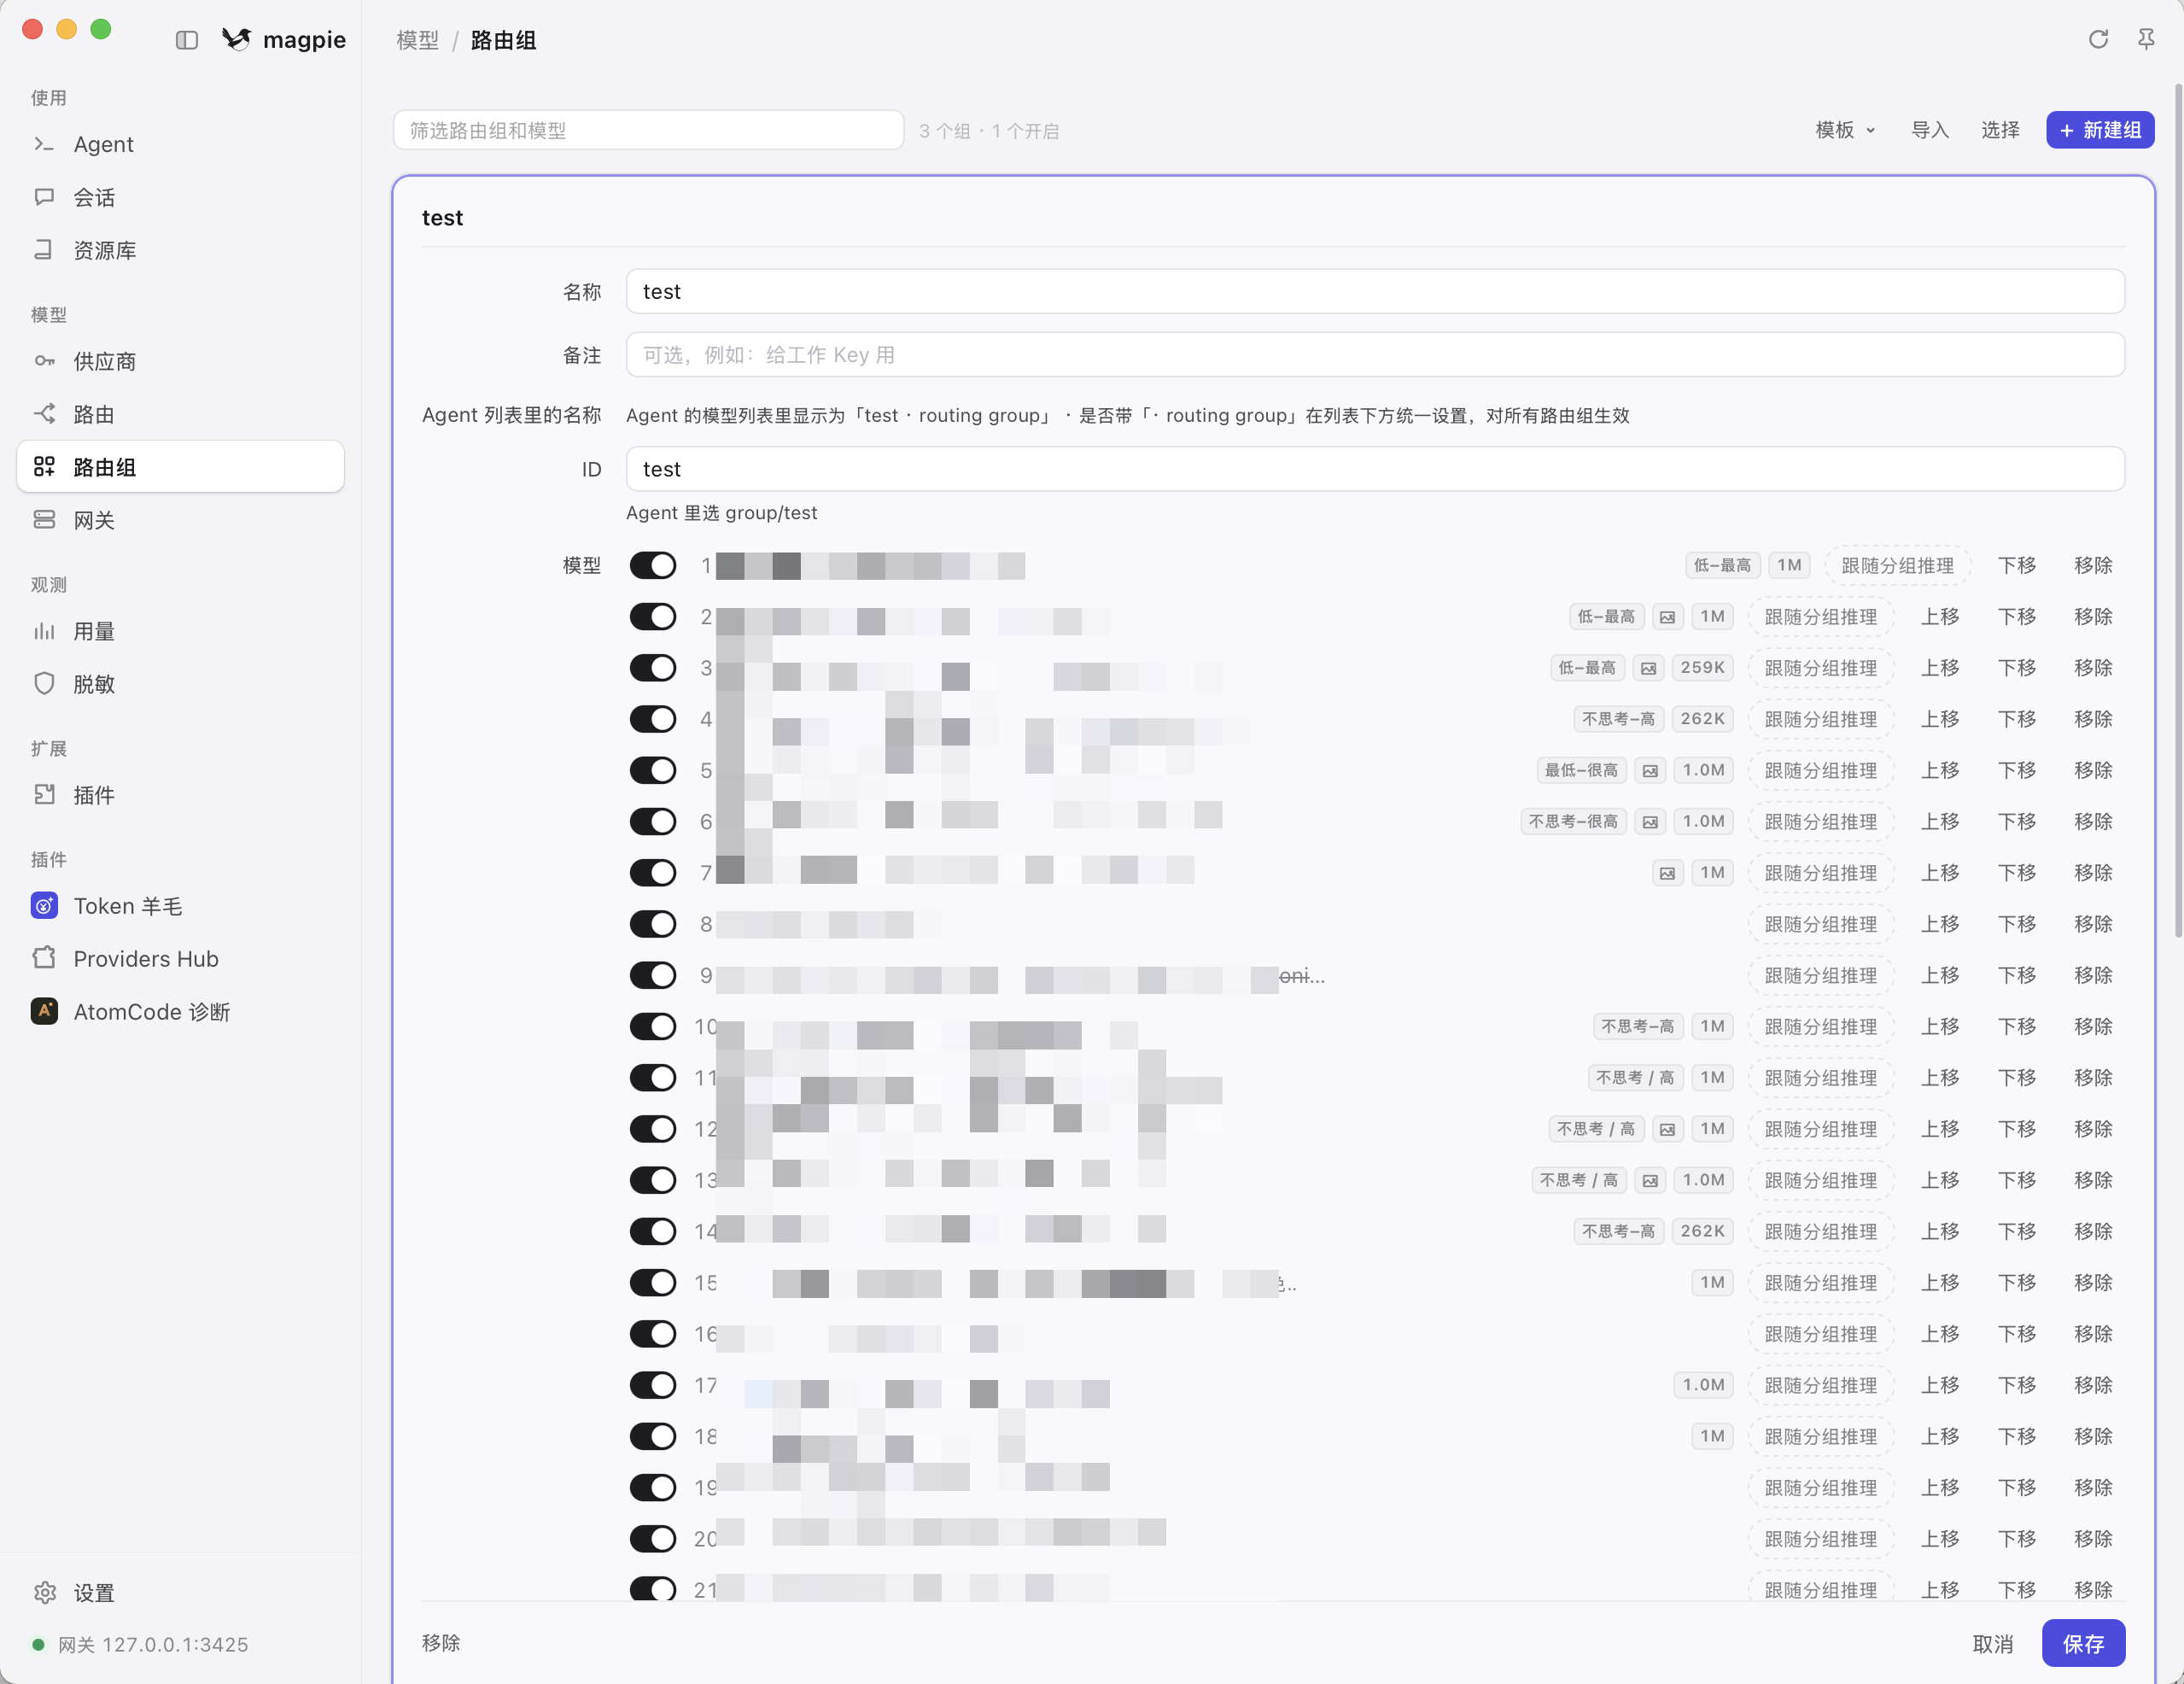 magpie
模型 / 路由组
使用
Agent
会话
资源库
模型
供应商
路由
路由组
网关
观测
用量
脱敏
扩展
插件
插件
Token 羊毛
Providers Hub
AtomCode 诊断
设置
网关 127.0.0.1:3425
筛选路由组和模型
3 个组 · 1 个开启
模板
导入
选择
+ 新建组
test
名称 test
备注 可选，例如：给工作 Key 用
Agent 列表里的名称 Agent 的模型列表里显示为「test · routing group」 · 是否带「· routing group」在列表下方统一设置，对所有路由组生效
ID test
Agent 里选 group/test
模型 1 低–最高 1M 跟随分组推理 下移 移除
2 低–最高 1M 跟随分组推理 上移 下移 移除
3 低–最高 259K 跟随分组推理 上移 下移 移除
4 不思考–高 262K 跟随分组推理 上移 下移 移除
5 最低–很高 1.0M 跟随分组推理 上移 下移 移除
6 不思考–很高 1.0M 跟随分组推理 上移 下移 移除
7 1M 跟随分组推理 上移 下移 移除
8 跟随分组推理 上移 下移 移除
9 oni... 跟随分组推理 上移 下移 移除
10 不思考–高 1M 跟随分组推理 上移 下移 移除
11 不思考 / 高 1M 跟随分组推理 上移 下移 移除
12 不思考 / 高 1M 跟随分组推理 上移 下移 移除
13 不思考 / 高 1.0M 跟随分组推理 上移 下移 移除
14 不思考–高 262K 跟随分组推理 上移 下移 移除
15 1M 跟随分组推理 上移 下移 移除
16 跟随分组推理 上移 下移 移除
17 1.0M 跟随分组推理 上移 下移 移除
18 1M 跟随分组推理 上移 下移 移除
19 跟随分组推理 上移 下移 移除
20 跟随分组推理 上移 下移 移除
21 跟随分组推理 上移 下移 移除
移除
取消
保存